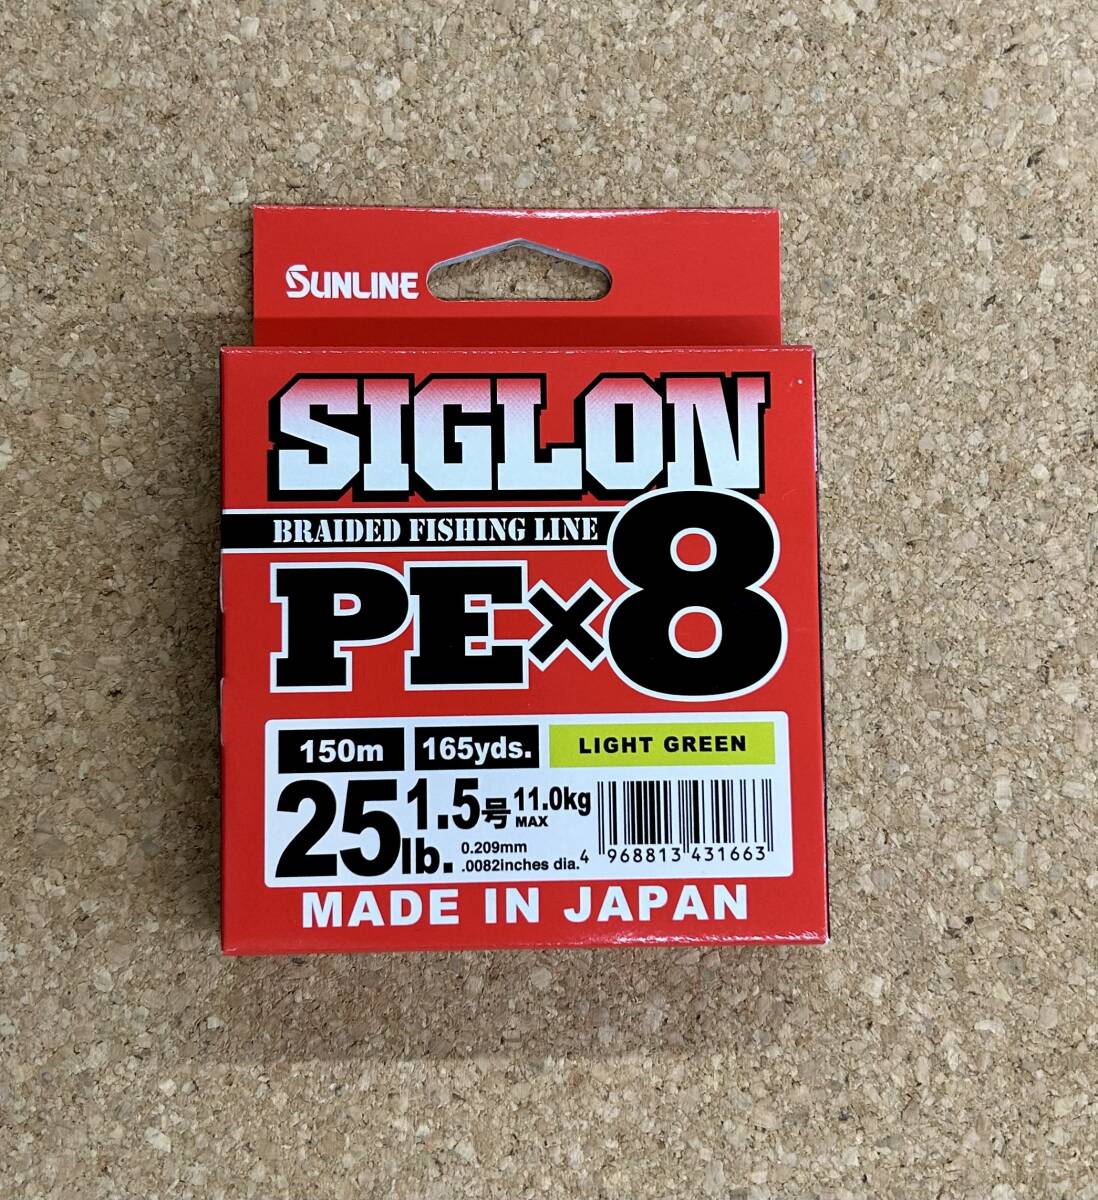 SUNLINE
SIGLON
BRAIDED FISHING LINE
PE×8
150m 165yds. LIGHT GREEN
25lb. 1.5号 11.0kg MAX
0.209mm
.0082inches dia.
4 968813 431663
MADE IN JAPAN